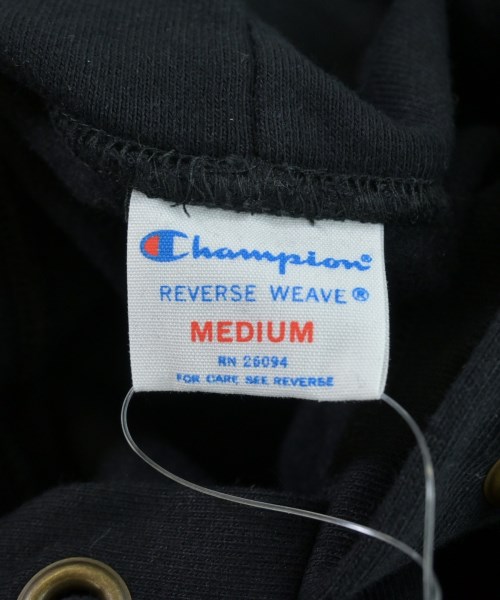 Champion®
REVERSE WEAVE®
MEDIUM
RN 26094
FOR CARE SEE REVERSE